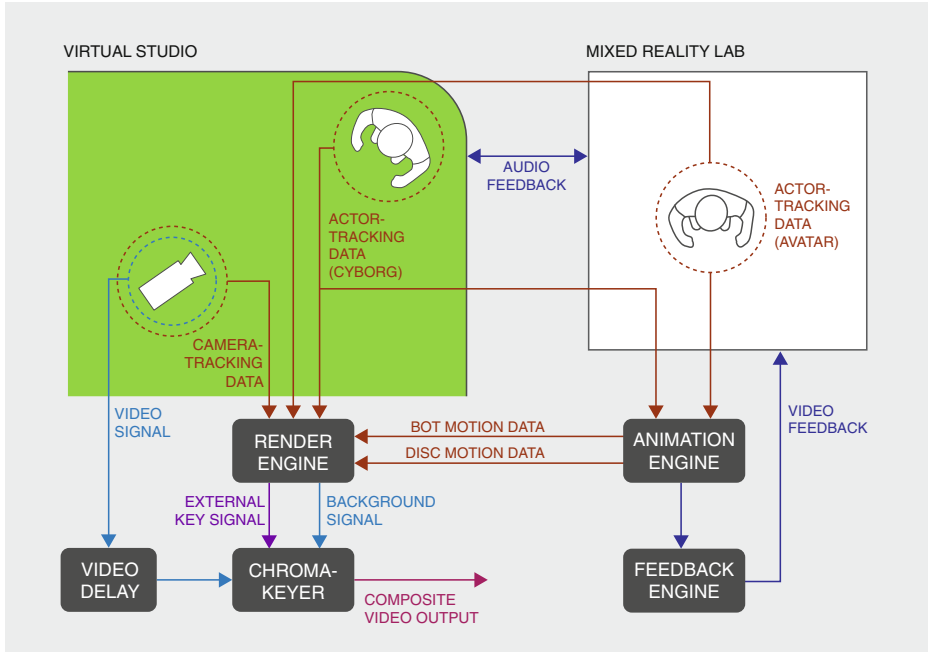 VIRTUAL STUDIO
MIXED REALITY LAB
AUDIO
FEEDBACK
ACTOR-
TRACKING
DATA
(CYBORG)
ACTOR-
TRACKING
DATA
(AVATAR)
CAMERA-
TRACKING
DATA
VIDEO
SIGNAL
VIDEO
FEEDBACK
RENDER
ENGINE
BOT MOTION DATA
DISC MOTION DATA
ANIMATION
ENGINE
EXTERNAL
KEY SIGNAL
BACKGROUND
SIGNAL
VIDEO
DELAY
CHROMA-
KEYER
COMPOSITE
VIDEO OUTPUT
FEEDBACK
ENGINE